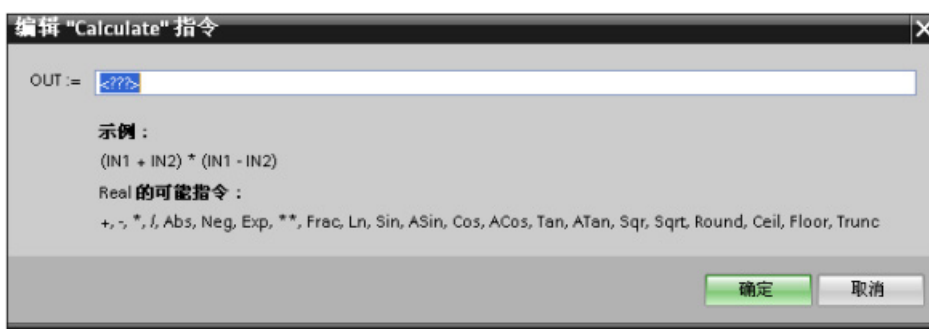 编辑 "Calculate" 指令
OUT := <???>
示例：
(IN1 + IN2) * (IN1 - IN2)
Real 的可能指令：
+, -, *, /, Abs, Neg, Exp, **, Frac, Ln, Sin, ASin, Cos, ACos, Tan, ATan, Sqr, Sqrt, Round, Ceil, Floor, Trunc
确定 取消